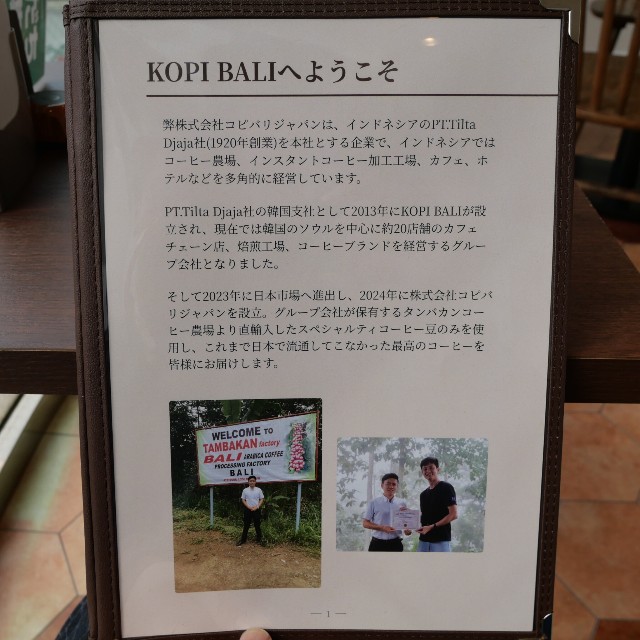 KOPI BALIへようこそ
弊株式会社コピバリジャパンは、インドネシアのPT.Tilta
Djaja社(1920年創業)を本社とする企業で、インドネシアでは
コーヒー農場、インスタントコーヒー加工工場、カフェ、ホ
テルなどを多角的に経営しています。
PT.Tilta Djaja社の韓国支社として2013年にKOPI BALIが設
立され、現在では韓国のソウルを中心に約20店舗のカフェ
チェーン店、焙煎工場、コーヒーブランドを経営するグルー
プ会社となりました。
そして2023年に日本市場へ進出し、2024年に株式会社コピバ
リジャパンを設立。グループ会社が保有するタンバカンコー
ヒー農場より直輸入したスペシャルティコーヒー豆のみを使
用し、これまで日本で流通してこなかった最高のコーヒーを
皆様にお届けします。
WELCOME TO
TAMBAKAN factory
BALI ARABICA COFFEE
PROCESSING FACTORY
BALI
— 1 —